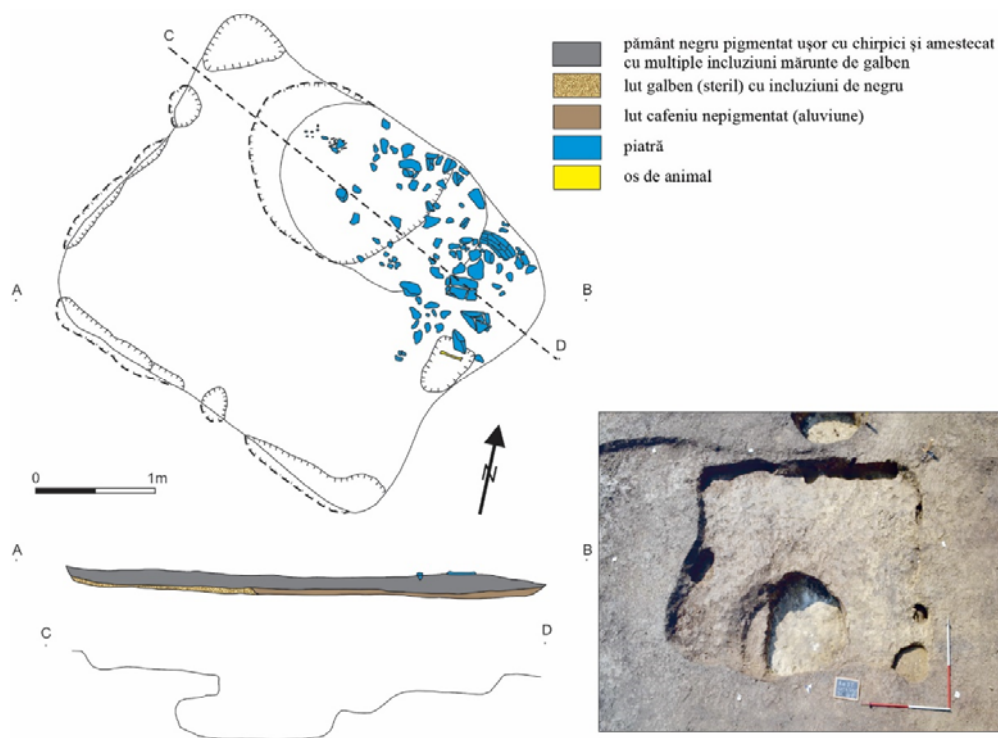 C
pământ negru pigmentat ușor cu chirpici și amestecat
cu multiple incluziuni mărunte de galben
lut galben (steril) cu incluziuni de negru
lut cafeniu nepigmentat (aluviune)
piatră
os de animal
A
B
D
0
1m
N
A
B
C
D